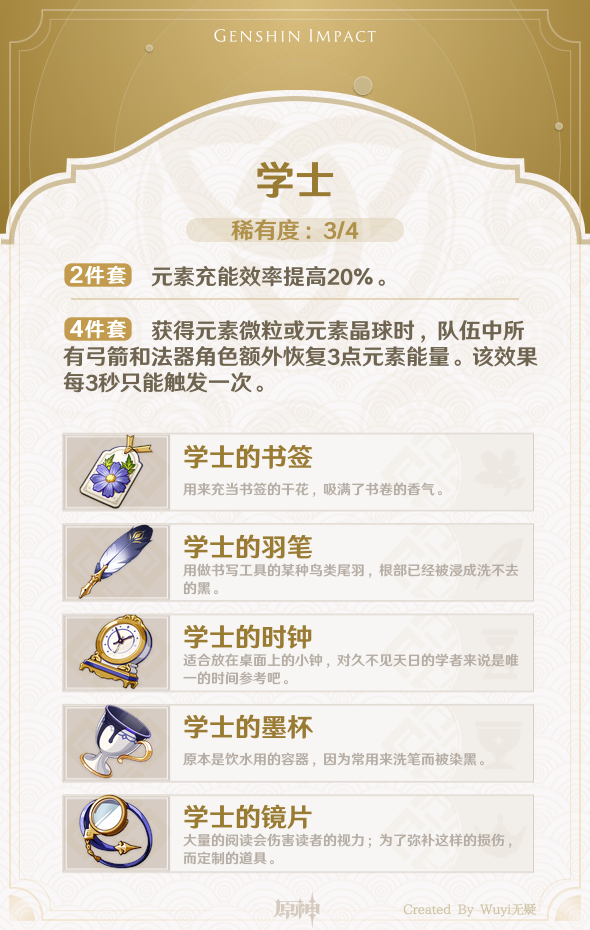 GENSHIN IMPACT
学士
稀有度：3/4
2件套 元素充能效率提高20%。
4件套 获得元素微粒或元素晶球时，队伍中所
有弓箭和法器角色额外恢复3点元素能量。该效果
每3秒只能触发一次。
学士的书签
用来充当书签的干花，吸满了书卷的香气。
学士的羽笔
用做书写工具的某种鸟类尾羽，根部已经被浸成洗不去
的黑。
学士的时钟
适合放在桌面上的小钟，对久不见天日的学者来说是唯
一的时间参考吧。
学士的墨杯
原本是饮水用的容器，因为常用来洗笔而被染黑。
学士的镜片
大量的阅读会伤害读者的视力；为了弥补这样的损伤，
而定制的道具。
原神
Created By Wuyi无疑